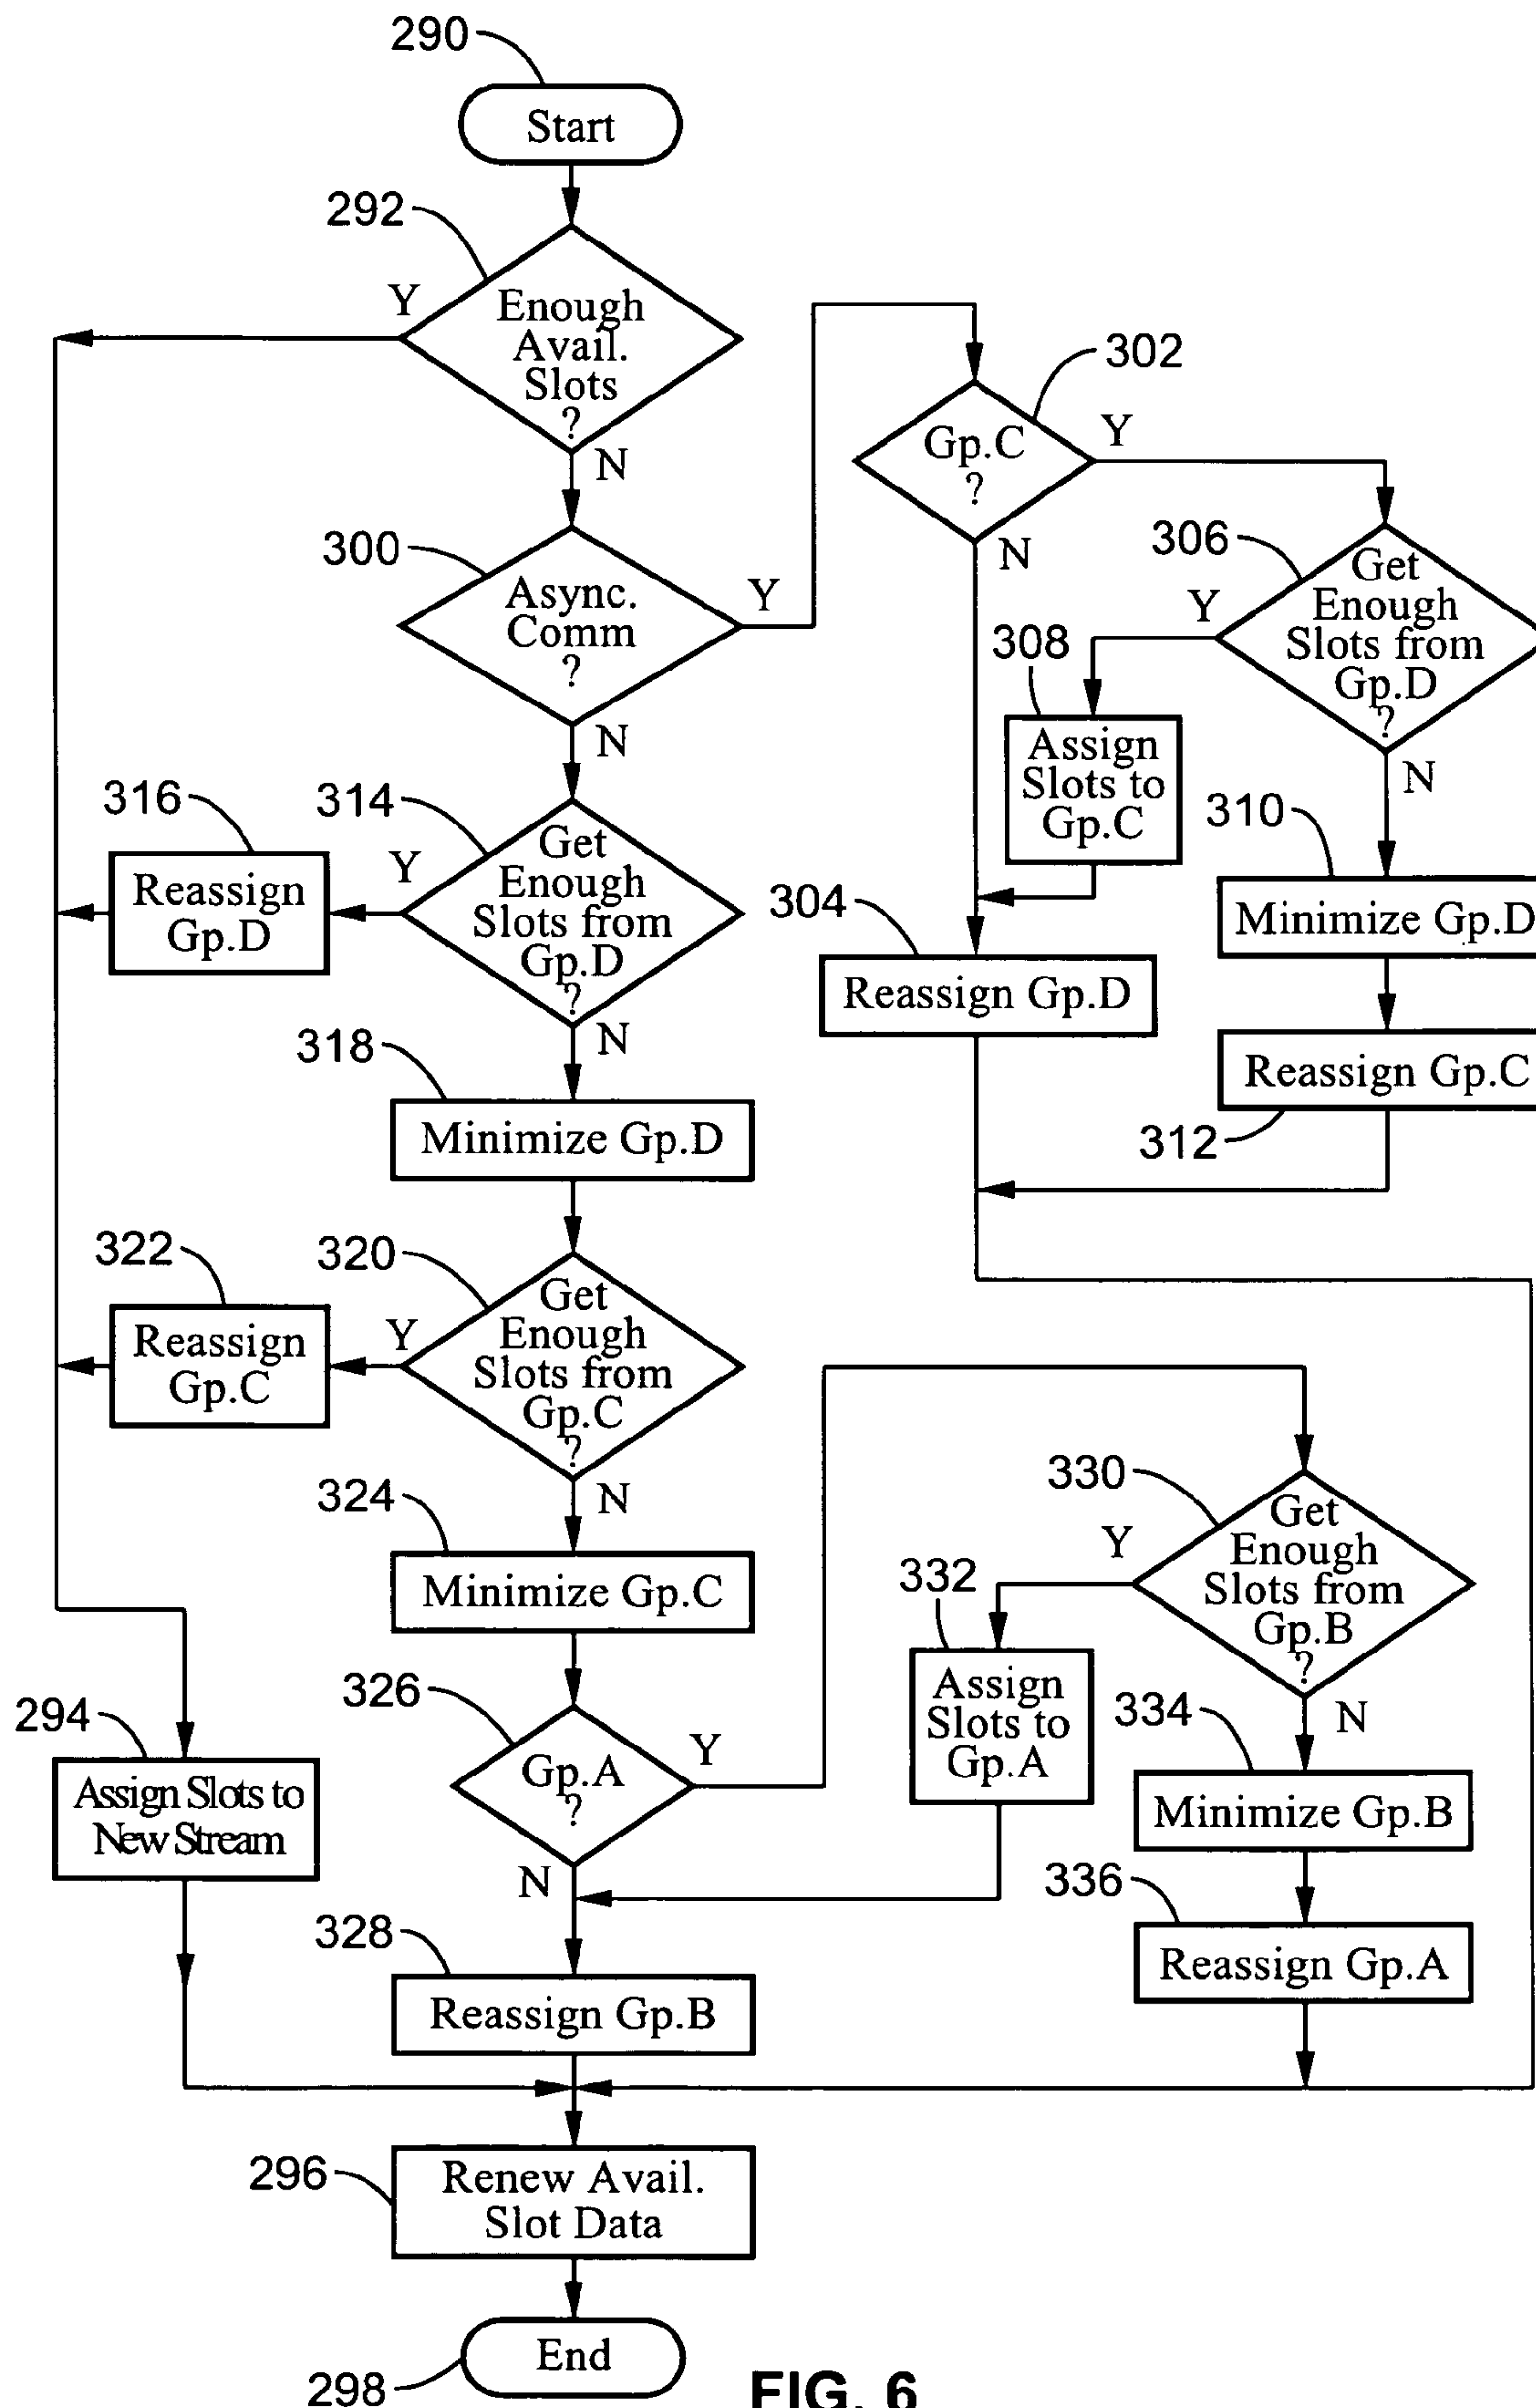 290
Start
292
Y
Enough
Avail.
Slots
?
N
302
Gp.C
?
Y
N
300
Async.
Comm
?
Y
N
306
Get
Enough
Slots from
Gp.D
?
Y
N
308
Assign
Slots to
Gp.C
316
Reassign
Gp.D
314
Get
Enough
Slots from
Gp.D
?
Y
N
310
Minimize Gp.D
304
Reassign Gp.D
318
Minimize Gp.D
Reassign Gp.C
312
322
Reassign
Gp.C
320
Get
Enough
Slots from
Gp.C
?
Y
N
324
Minimize Gp.C
330
Get
Enough
Slots from
Gp.B
?
Y
N
332
Assign
Slots to
Gp.A
326
Gp.A
?
Y
N
294
Assign Slots to
New Stream
334
Minimize Gp.B
336
Reassign Gp.A
328
Reassign Gp.B
296
Renew Avail.
Slot Data
End
298
FIG. 6